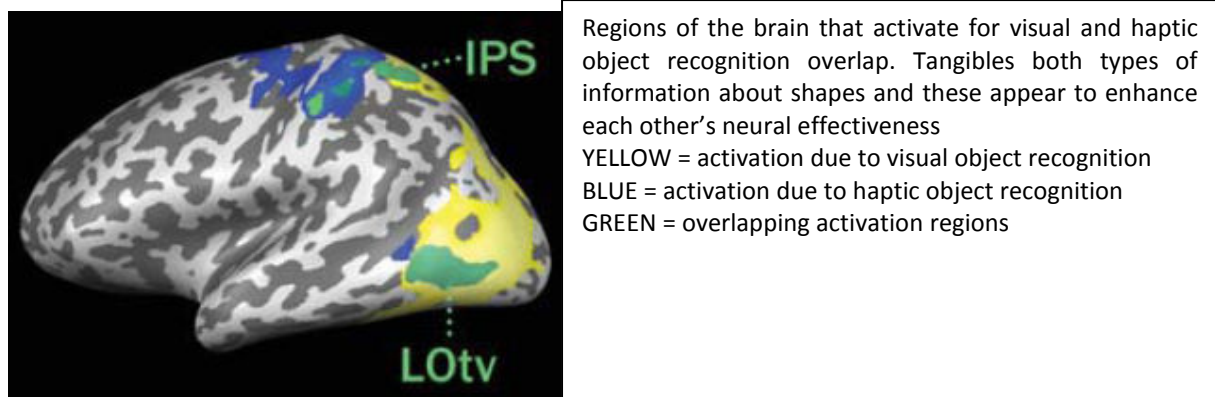 IPS
LOtv
Regions of the brain that activate for visual and haptic
object recognition overlap. Tangibles both types of
information about shapes and these appear to enhance
each other's neural effectiveness
YELLOW = activation due to visual object recognition
BLUE = activation due to haptic object recognition
GREEN = overlapping activation regions